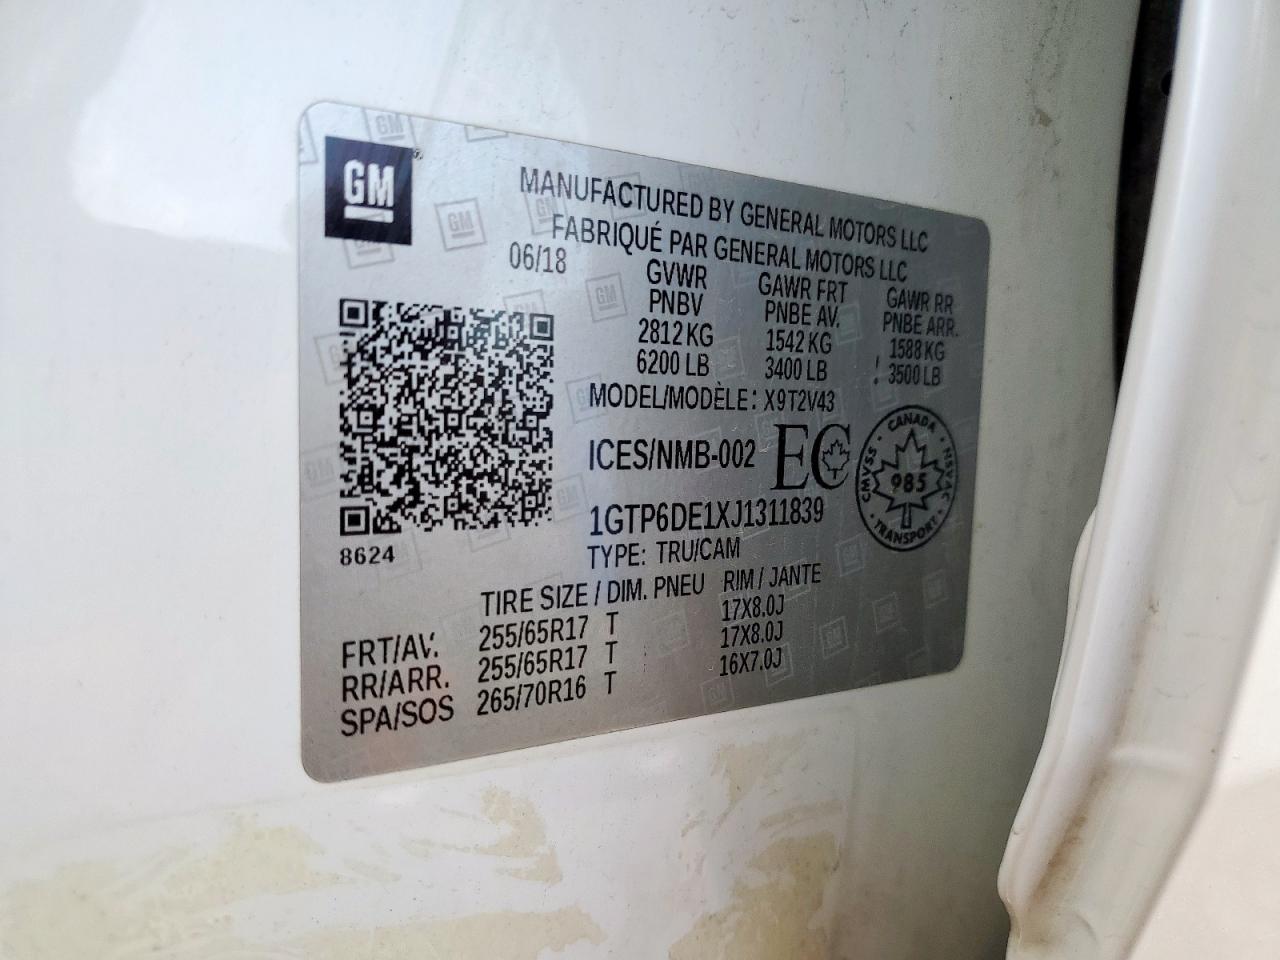 GM
MANUFACTURED BY GENERAL MOTORS LLC
FABRIQUÉ PAR GENERAL MOTORS LLC
06/18 GVWR GAWR FRT GAWR RR
PNBV PNBE AV. PNBE ARR.
2812 KG 1542 KG 1588 KG
6200 LB 3400 LB 3500 LB
MODEL/MODÈLE: X9T2V43
ICES/NMB-002 EC
CANADA
CMVSS 985 NSVAC
TRANSPORT
1GTP6DE1XJ1311839
8624
TYPE: TRU/CAM
TIRE SIZE / DIM. PNEU RIM / JANTE
FRT/AV. 255/65R17 T 17X8.0J
RR/ARR. 255/65R17 T 17X8.0J
SPA/SOS 265/70R16 T 16X7.0J